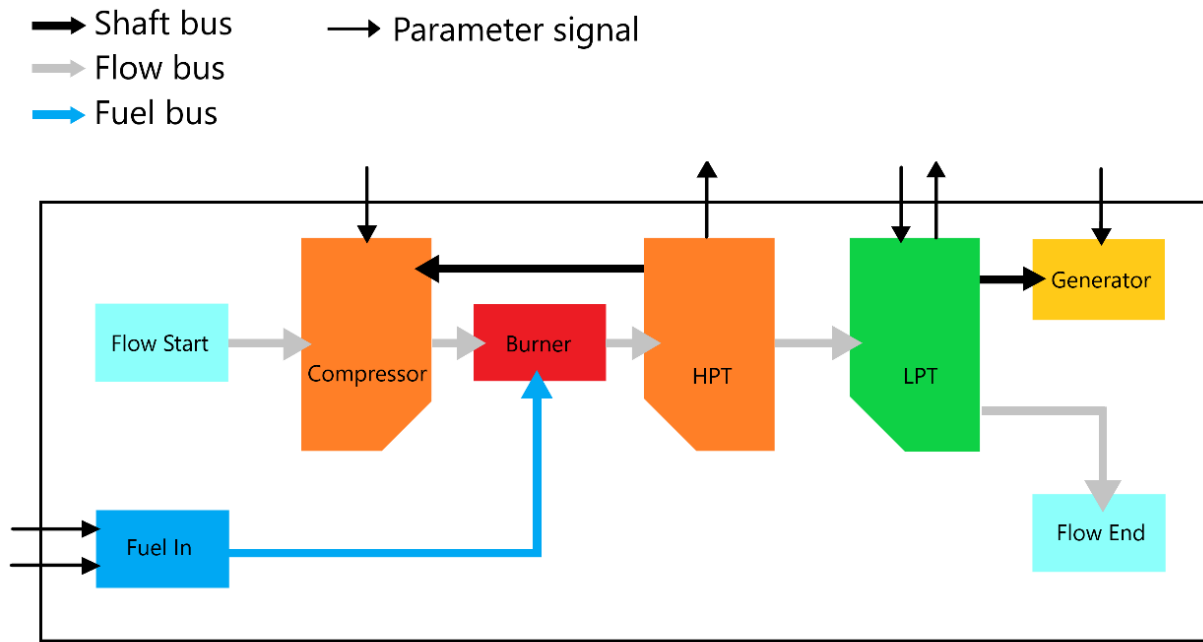 Shaft bus
Parameter signal
Flow bus
Fuel bus
Generator
Flow Start
Burner
Compressor
HPT
LPT
Flow End
Fuel In